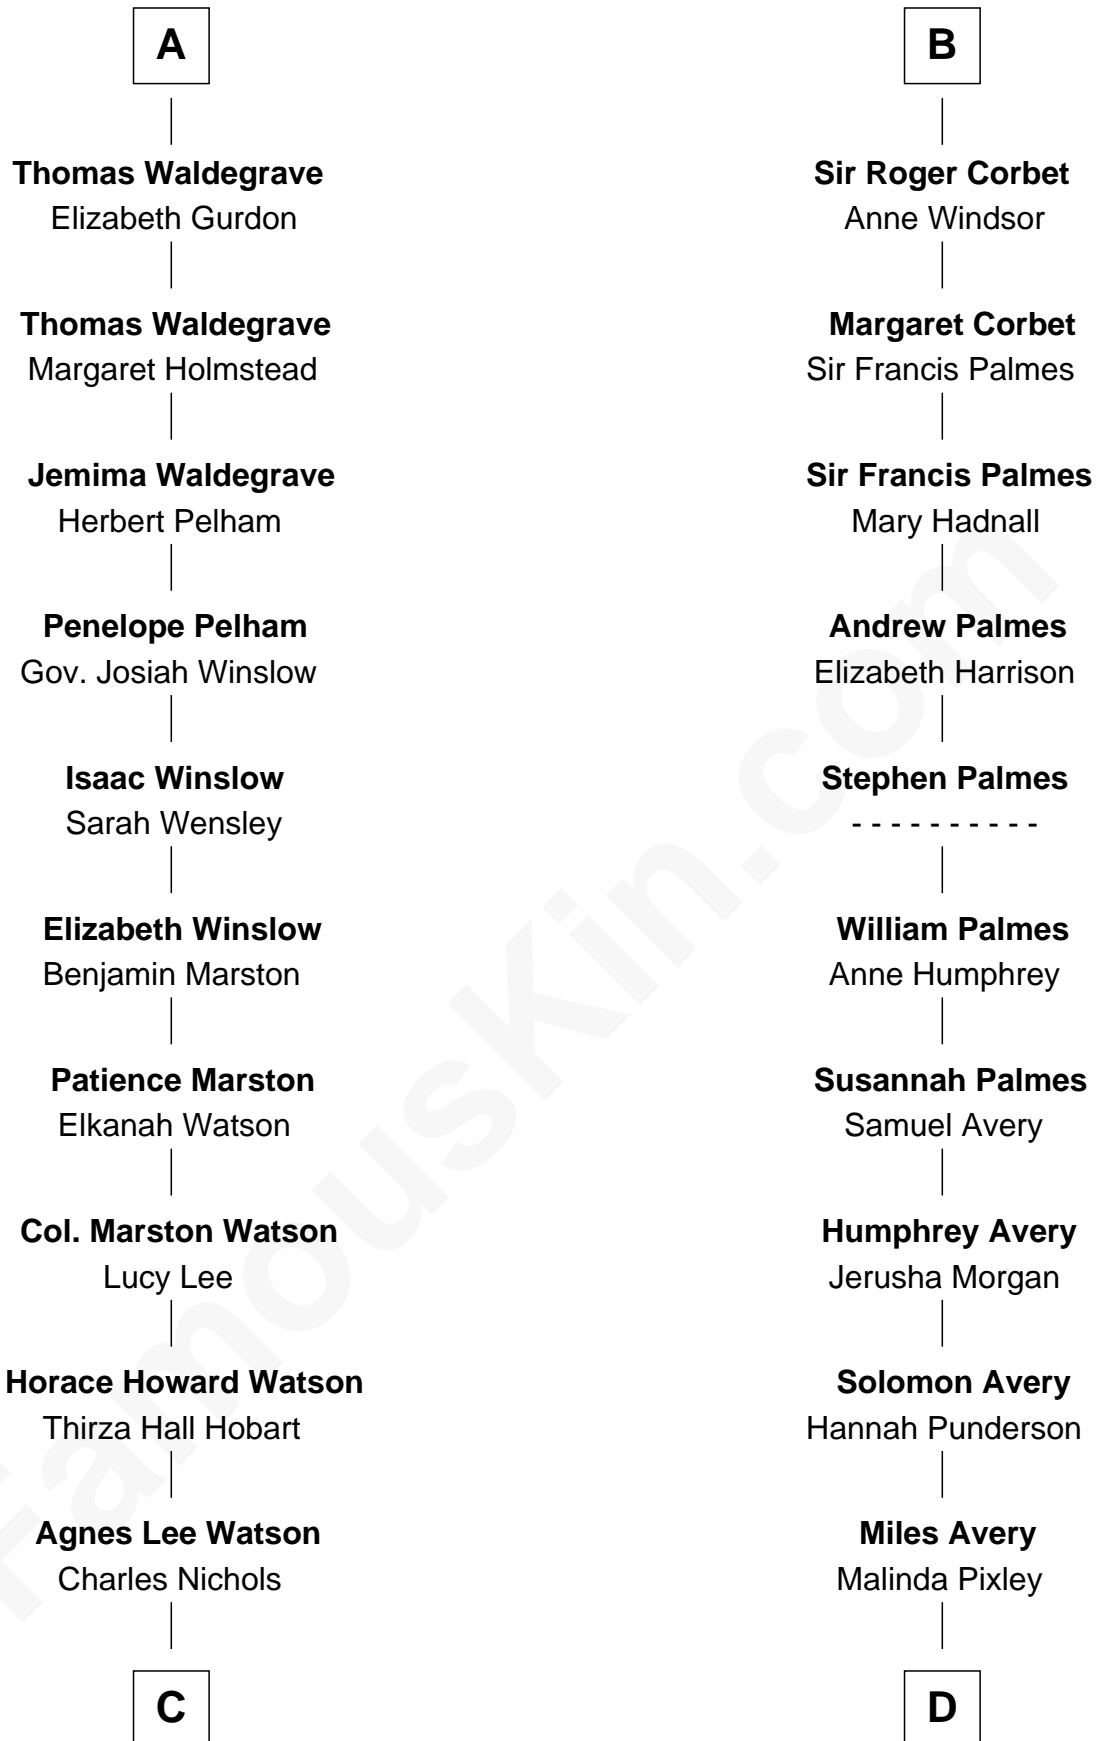 A
Thomas Waldegrave
Elizabeth Gurdon
Thomas Waldegrave
Margaret Holmstead
Jemima Waldegrave
Herbert Pelham
Penelope Pelham
Gov. Josiah Winslow
Isaac Winslow
Sarah Wensley
Elizabeth Winslow
Benjamin Marston
Patience Marston
Elkanah Watson
Col. Marston Watson
Lucy Lee
Horace Howard Watson
Thirza Hall Hobart
Agnes Lee Watson
Charles Nichols
C
B
Sir Roger Corbet
Anne Windsor
Margaret Corbet
Sir Francis Palmes
Sir Francis Palmes
Mary Hadnall
Andrew Palmes
Elizabeth Harrison
Stephen Palmes
- - - - - - - - - -
William Palmes
Anne Humphrey
Susannah Palmes
Samuel Avery
Humphrey Avery
Jerusha Morgan
Solomon Avery
Hannah Punderson
Miles Avery
Malinda Pixley
D
FamousKin.com